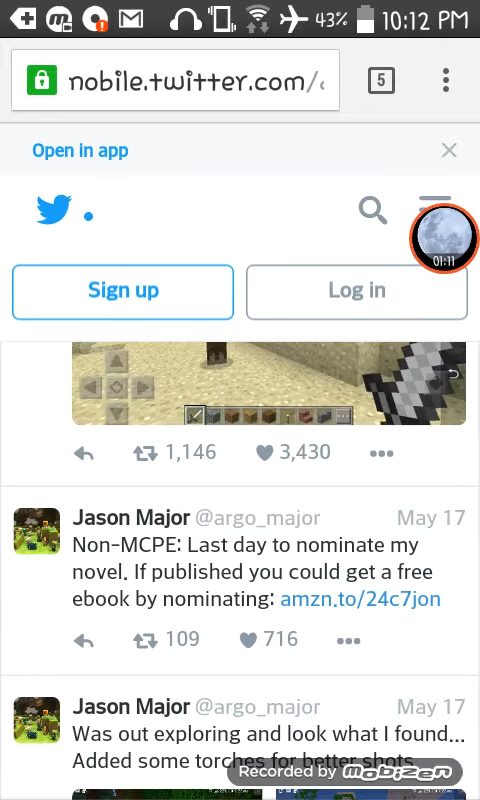 43% 10:12 PM
mobile.twitter.com/
5
Open in app
01:11
Sign up
Log in
1,146
3,430
Jason Major @argo_major May 17
Non-MCPE: Last day to nominate my
novel. If published you could get a free
ebook by nominating: amzn.to/24c7jon
109
716
Jason Major @argo_major May 17
Was out exploring and look what I found...
Added some torches for better shots
Recorded by Mobizen